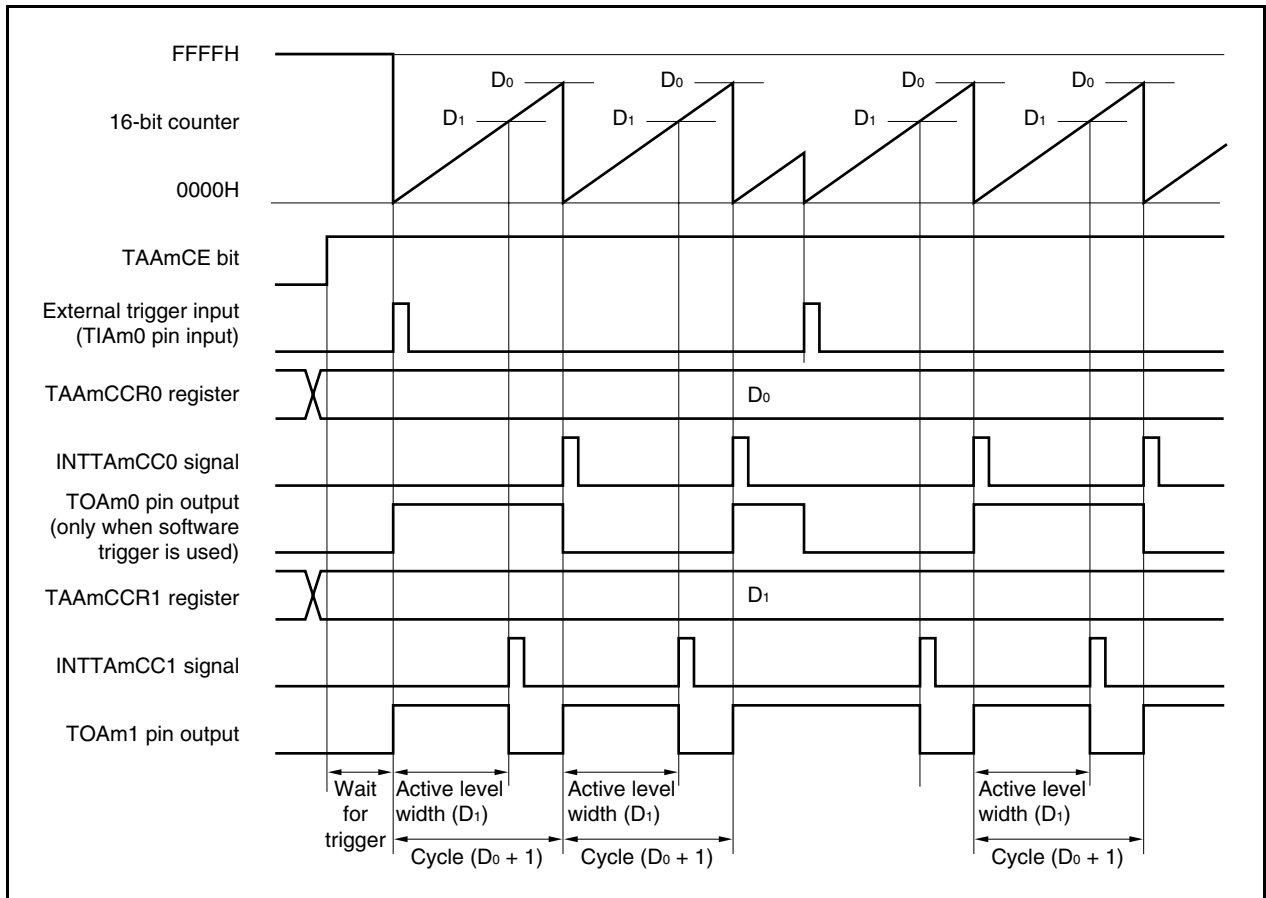 FFFFH
D0 D0 D0 D0
16-bit counter
D1 D1 D1 D1
0000H
TAAmCE bit
External trigger input
(TIAm0 pin input)
TAAmCCR0 register
D0
INTTAmCC0 signal
TOAm0 pin output
(only when software
trigger is used)
TAAmCCR1 register
D1
INTTAmCC1 signal
TOAm1 pin output
Wait
for
trigger
Active level
width (D1)
Cycle (D0 + 1)
Active level
width (D1)
Cycle (D0 + 1)
Active level
width (D1)
Cycle (D0 + 1)